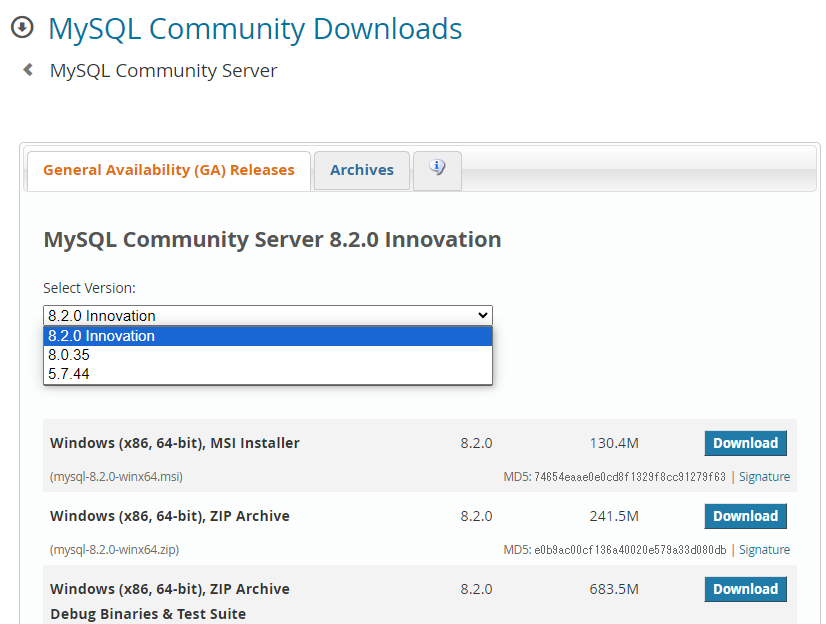 MySQL Community Downloads
MySQL Community Server
General Availability (GA) Releases Archives
MySQL Community Server 8.2.0 Innovation
Select Version:
8.2.0 Innovation
8.2.0 Innovation
8.0.35
5.7.44
Windows (x86, 64-bit), MSI Installer 8.2.0 130.4M Download
(mysql-8.2.0-winx64.msi) MD5: 74654eaae0e0cd8f1329f8cc91279f63 | Signature
Windows (x86, 64-bit), ZIP Archive 8.2.0 241.5M Download
(mysql-8.2.0-winx64.zip) MD5: e0b9ac00cf136a40020e579a33d080db | Signature
Windows (x86, 64-bit), ZIP Archive 8.2.0 683.5M Download
Debug Binaries & Test Suite